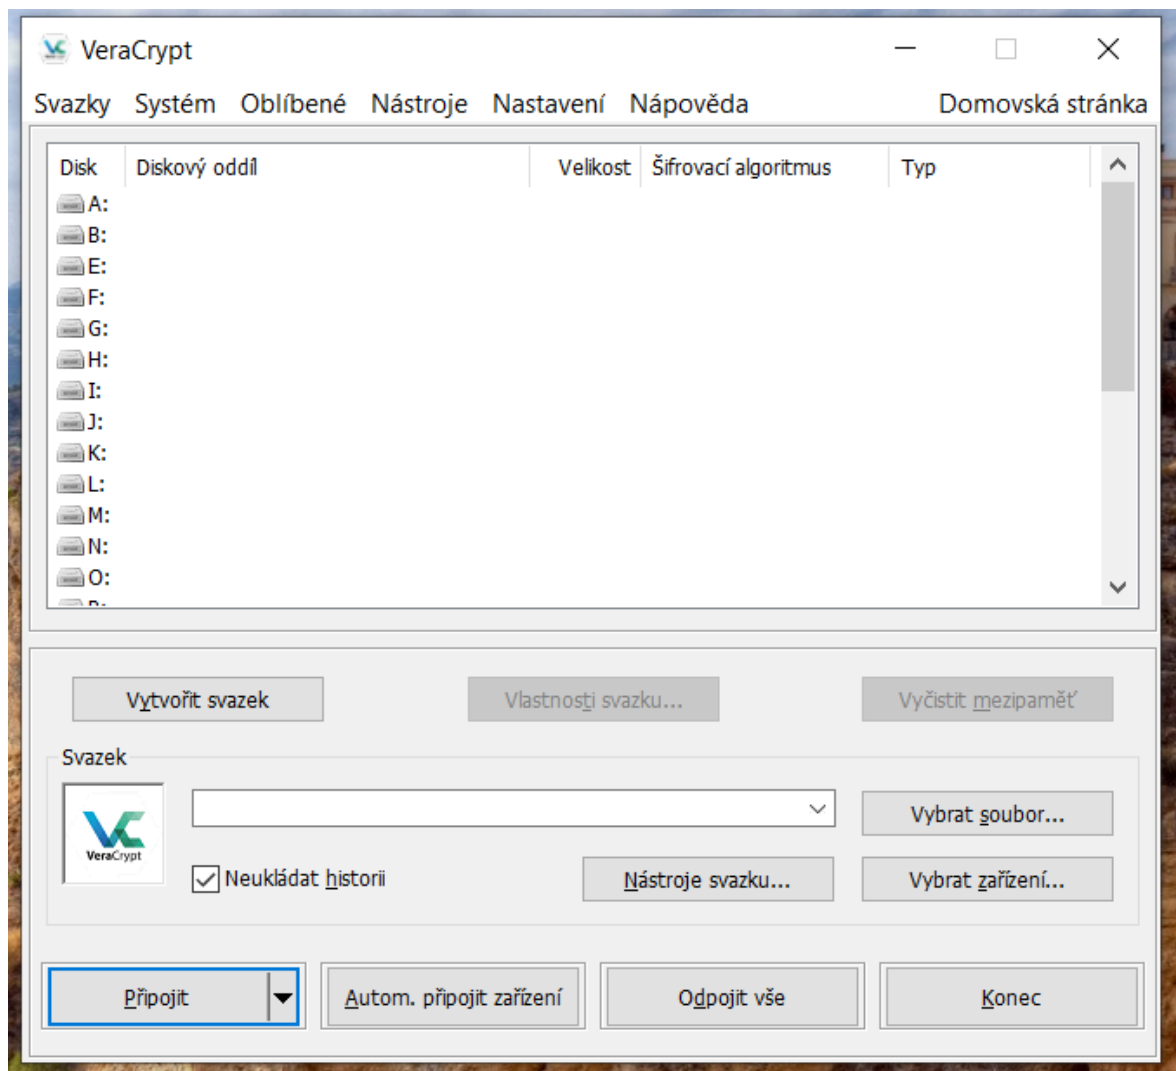 VeraCrypt
Svazky Systém Oblíbené Nástroje Nastavení Nápověda Domovská stránka
Disk Diskový oddíl Velikost Šifrovací algoritmus Typ
A:
B:
E:
F:
G:
H:
I:
J:
K:
L:
M:
N:
O:
Vytvořit svazek Vlastnosti svazku... Vyčistit mezipaměť
Svazek
VeraCrypt
Vybrat soubor...
Neukládat historii Nástroje svazku... Vybrat zařízení...
Připojit Autom. připojit zařízení Odpojit vše Konec